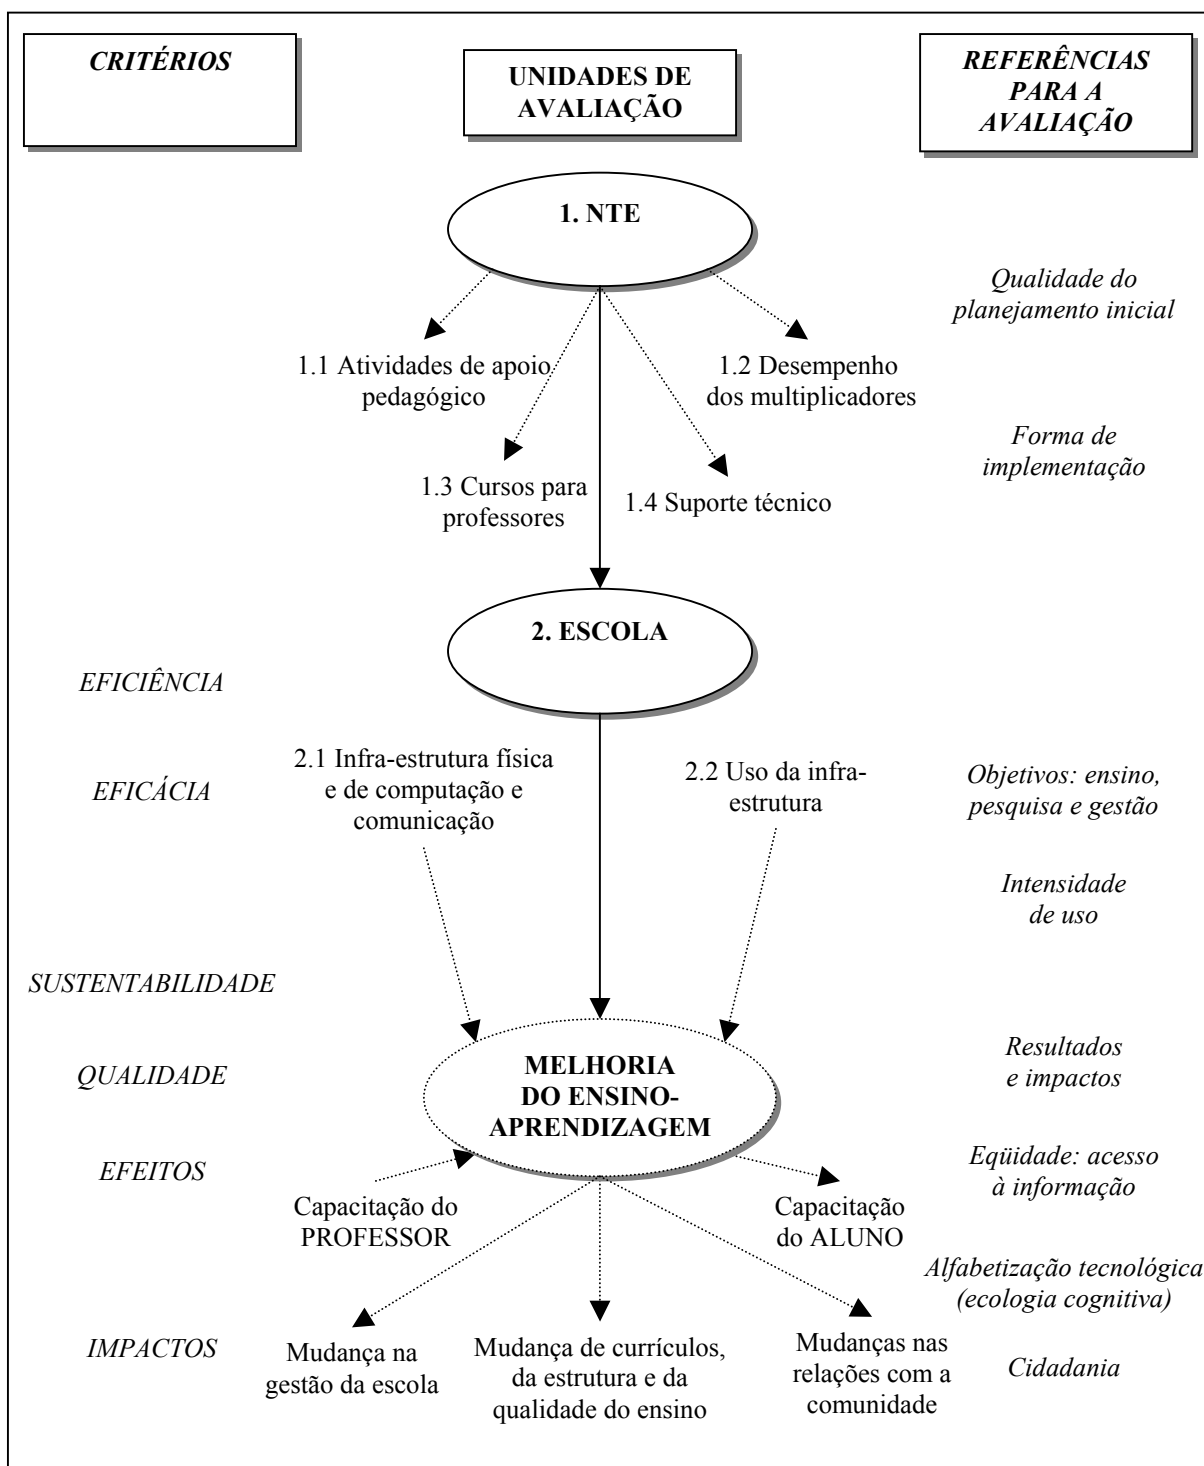 CRITÉRIOS
UNIDADES DE
AVALIAÇÃO
REFERÊNCIAS
PARA A
AVALIAÇÃO
1. NTE
Qualidade do
planejamento inicial
1.1 Atividades de apoio
pedagógico
1.2 Desempenho
dos multiplicadores
Forma de
implementação
1.3 Cursos para
professores
1.4 Suporte técnico
2. ESCOLA
EFICIÊNCIA
2.1 Infra-estrutura física
e de computação e
comunicação
2.2 Uso da infra-
estrutura
EFICÁCIA
Objetivos: ensino,
pesquisa e gestão
Intensidade
de uso
SUSTENTABILIDADE
MELHORIA
DO ENSINO-
APRENDIZAGEM
QUALIDADE
Resultados
e impactos
EFEITOS
Capacitação do
PROFESSOR
Capacitação
do ALUNO
Eqüidade: acesso
à informação
Alfabetização tecnológica
(ecologia cognitiva)
IMPACTOS
Mudança na
gestão da escola
Mudança de currículos,
da estrutura e da
qualidade do ensino
Mudanças nas
relações com a
comunidade
Cidadania